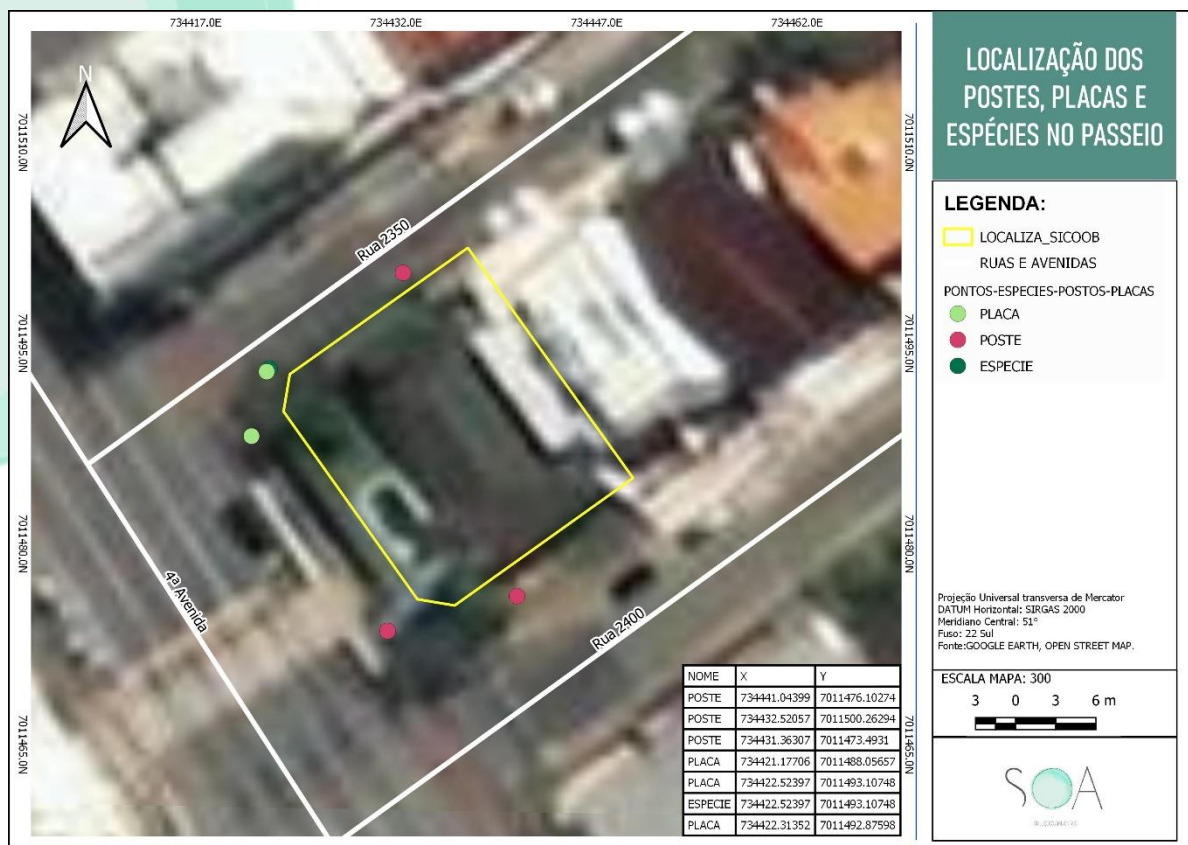 734417.0E 734432.0E 734447.0E 734462.0E
N
7011510.0N
7011495.0N
7011480.0N
7011465.0N
7011510.0N
7011495.0N
7011480.0N
7011465.0N
Rua 2350
4ª Avenida
Rua 2400
NOME X Y
POSTE 734441.04399 7011476.10274
POSTE 734432.52057 7011500.26294
POSTE 734431.36307 7011473.4931
PLACA 734421.17706 7011488.05657
PLACA 734422.52397 7011493.10748
ESPECIE 734422.52397 7011493.10748
PLACA 734422.31352 7011492.87598
LOCALIZAÇÃO DOS
POSTES, PLACAS E
ESPÉCIES NO PASSEIO
LEGENDA:
LOCALIZA_SICOOB
RUAS E AVENIDAS
PONTOS-ESPECIES-POSTOS-PLACAS
PLACA
POSTE
ESPECIE
Projeção Universal transversa de Mercator
DATUM Horizontal: SIRGAS 2000
Meridiano Central: 51º
Fuso: 22 Sul
Fonte:GOOGLE EARTH, OPEN STREET MAP.
ESCALA MAPA: 300
3 0 3 6 m
SOA